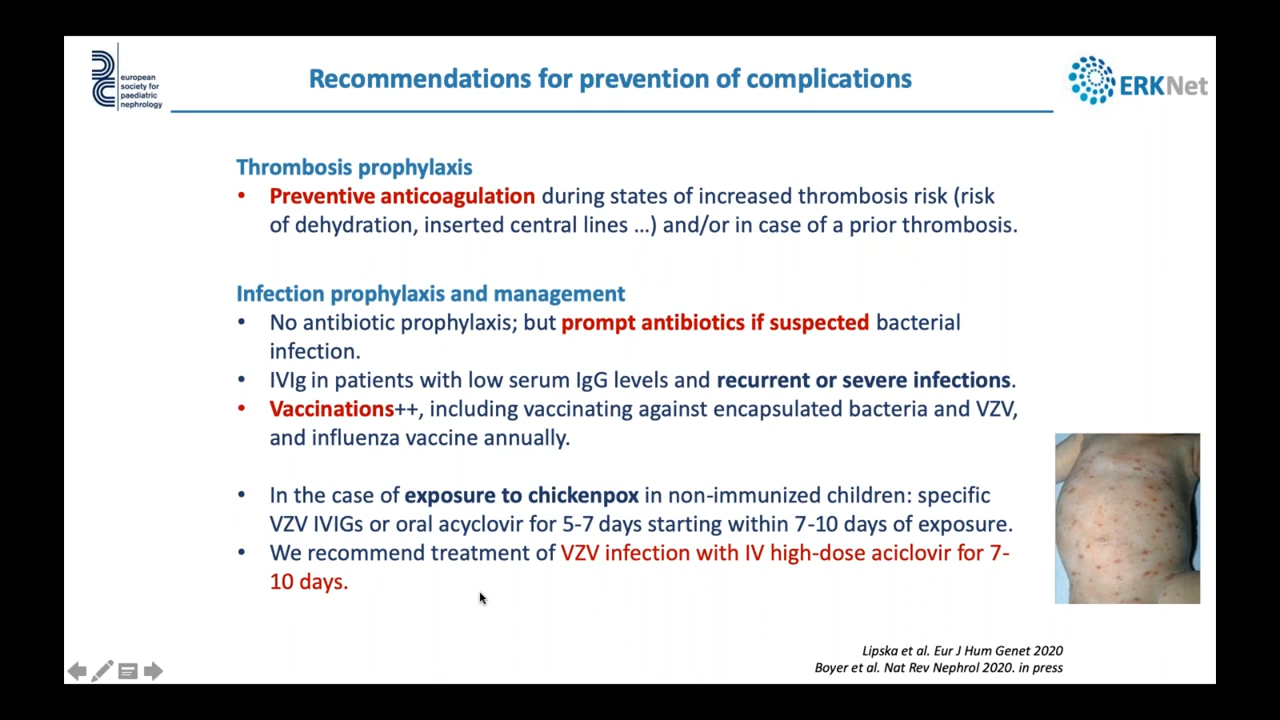 european
society for
paediatric
nephrology
Recommendations for prevention of complications
ERKNet
Thrombosis prophylaxis
• Preventive anticoagulation during states of increased thrombosis risk (risk
of dehydration, inserted central lines ...) and/or in case of a prior thrombosis.
Infection prophylaxis and management
• No antibiotic prophylaxis; but prompt antibiotics if suspected bacterial
infection.
• IVIg in patients with low serum IgG levels and recurrent or severe infections.
• Vaccinations++, including vaccinating against encapsulated bacteria and VZV,
and influenza vaccine annually.
• In the case of exposure to chickenpox in non-immunized children: specific
VZV IVIGs or oral acyclovir for 5-7 days starting within 7-10 days of exposure.
• We recommend treatment of VZV infection with IV high-dose aciclovir for 7-
10 days.
Lipska et al. Eur J Hum Genet 2020
Boyer et al. Nat Rev Nephrol 2020. in press